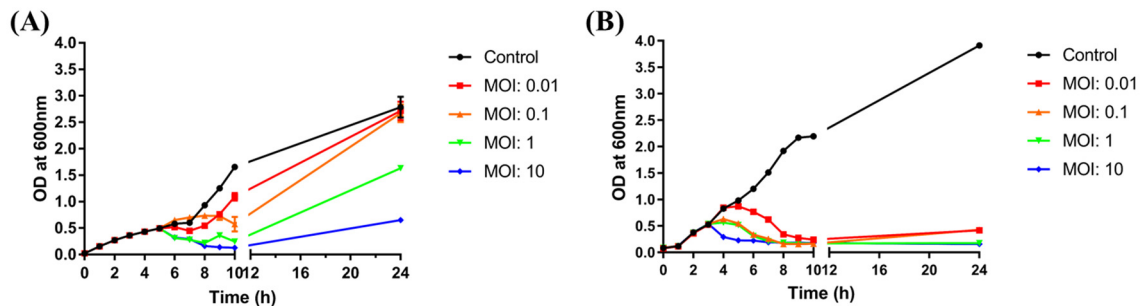 (A)
OD at 600nm
4.0
3.5
3.0
2.5
2.0
1.5
1.0
0.5
0.0
0 2 4 6 8 10 12 16 20 24
Time (h)
Control
MOI: 0.01
MOI: 0.1
MOI: 1
MOI: 10
(B)
OD at 600nm
4.0
3.5
3.0
2.5
2.0
1.5
1.0
0.5
0.0
0 2 4 6 8 10 12 16 20 24
Time (h)
Control
MOI: 0.01
MOI: 0.1
MOI: 1
MOI: 10